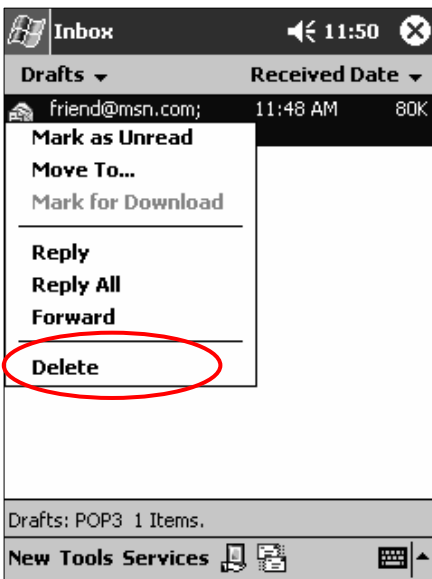 Inbox 11:50
Drafts Received Date
friend@msn.com; 11:48 AM 80K
Mark as Unread
Move To...
Mark for Download
Reply
Reply All
Forward
Delete
Drafts: POP3 1 Items.
New Tools Services